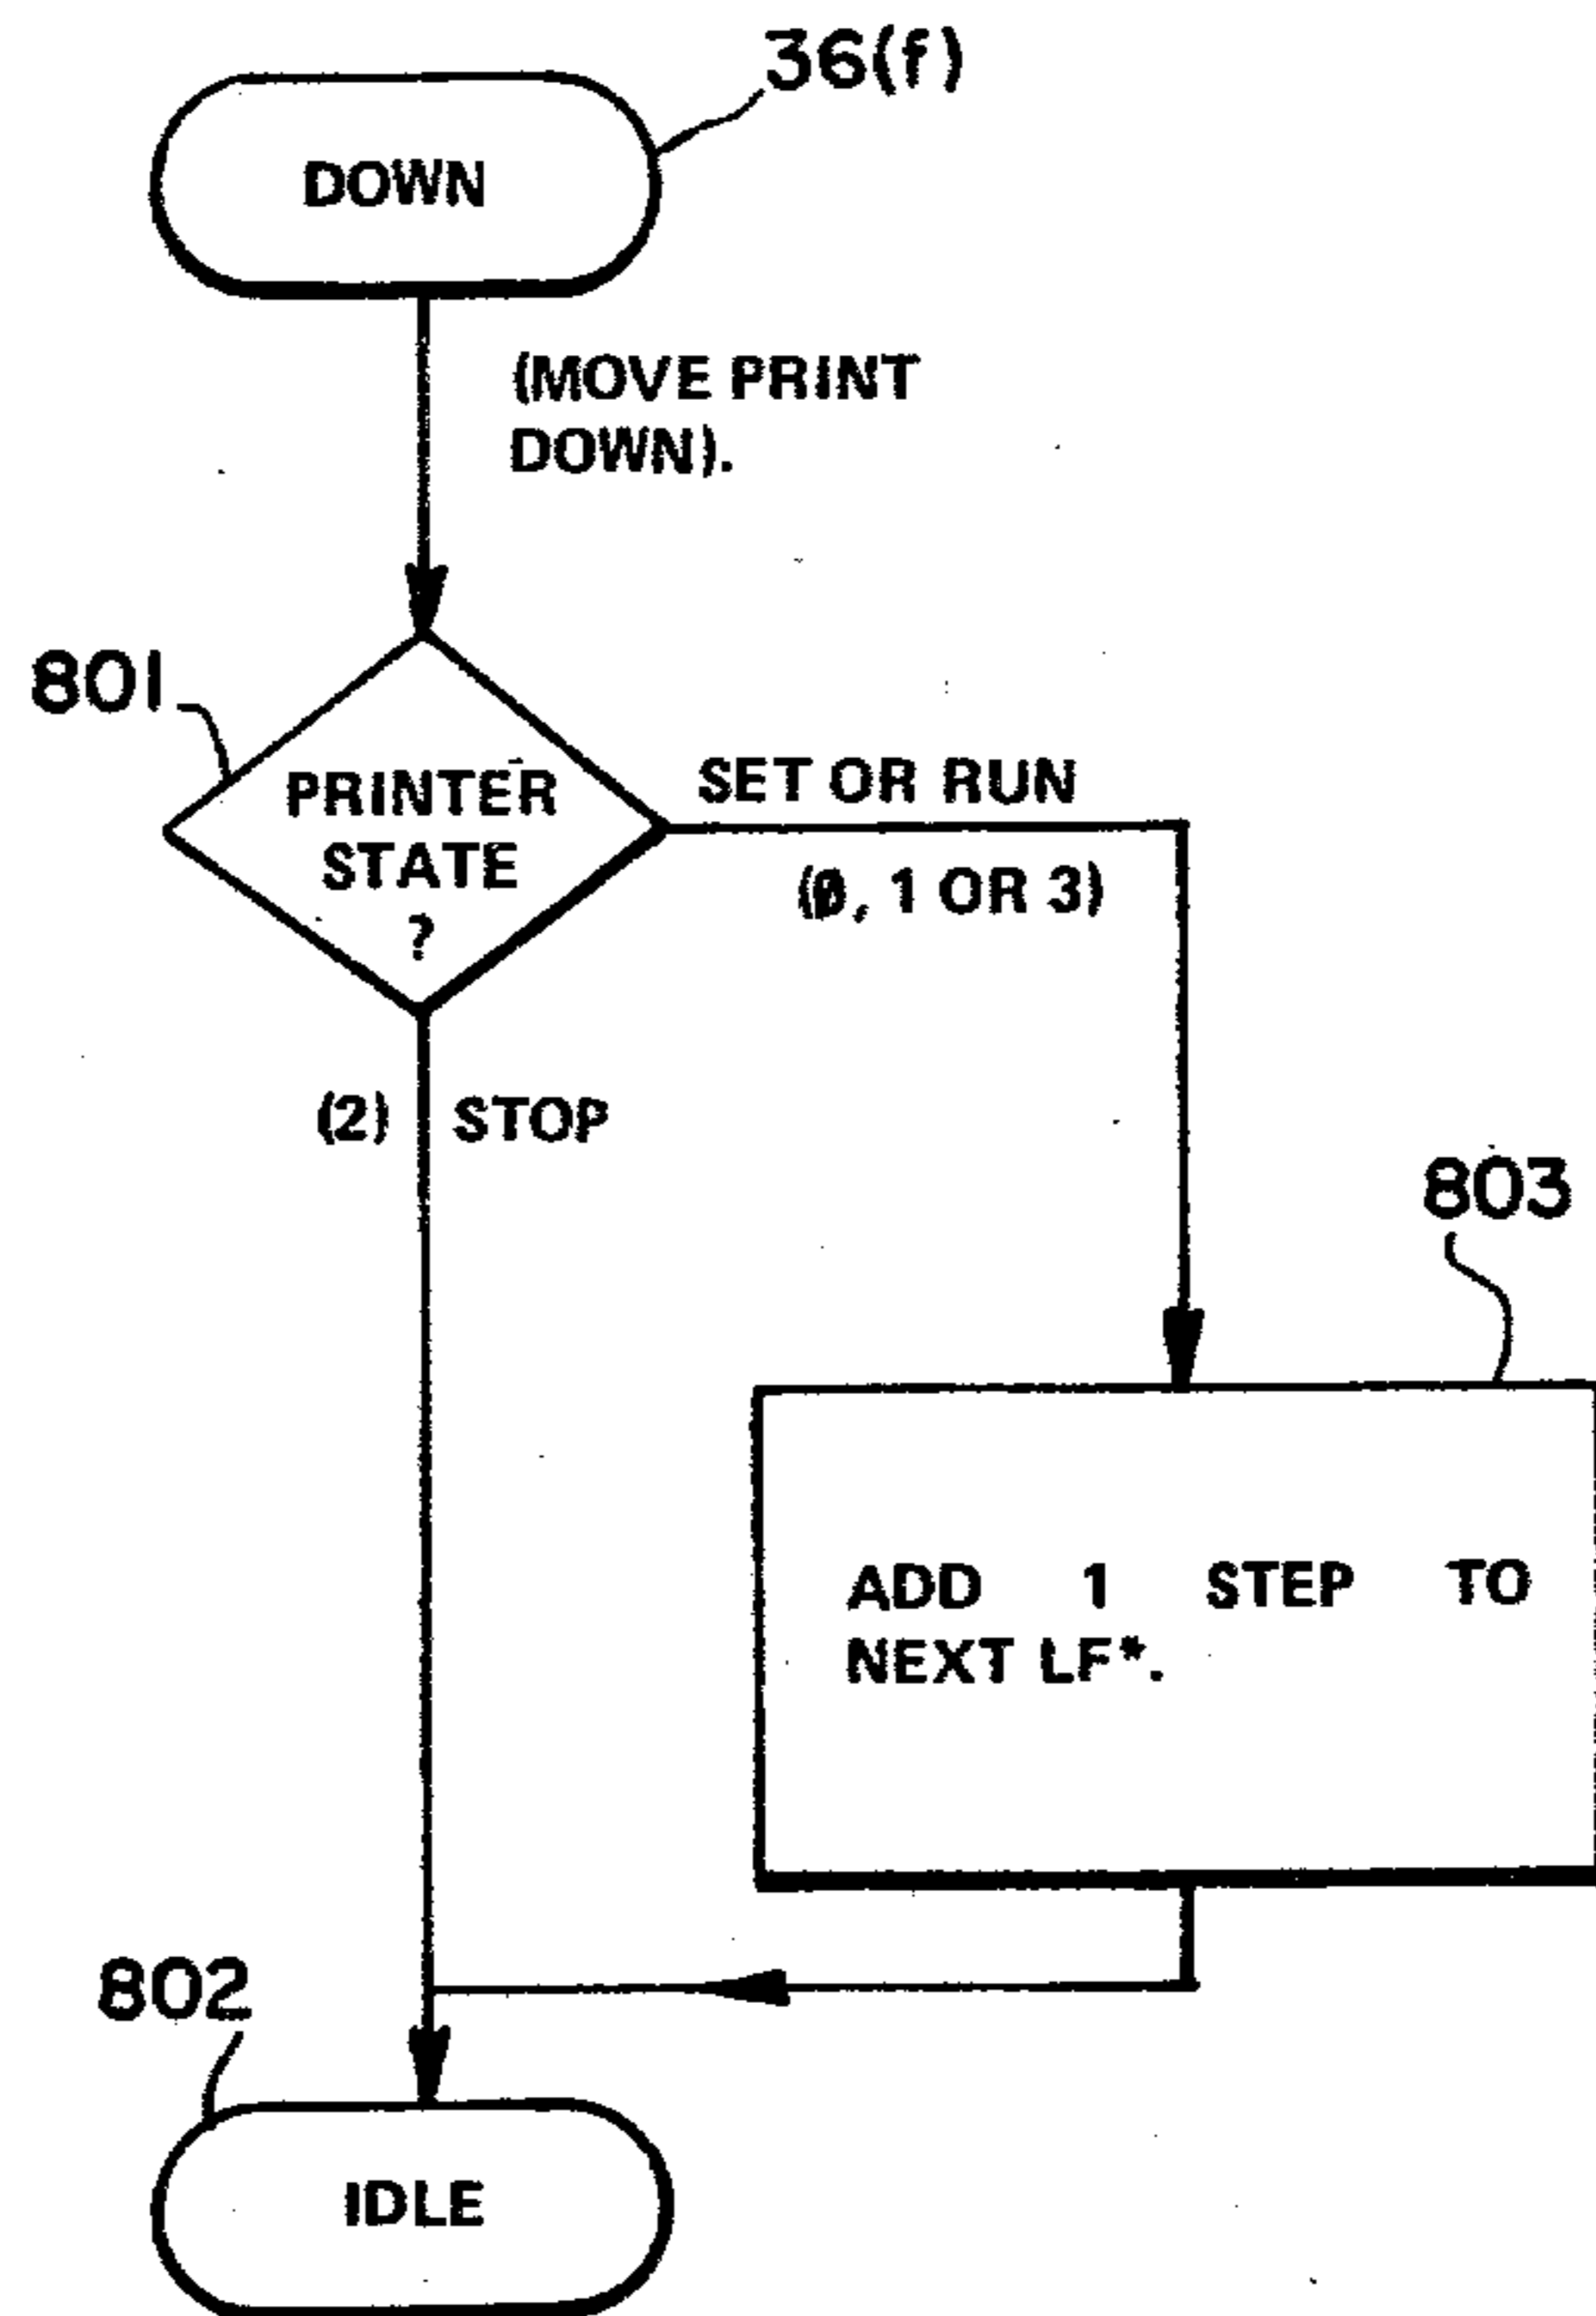 36(f)
DOWN
(MOVE PRINT
DOWN).
801
PRINTER
STATE
?
SET OR RUN
(0, 1 OR 3)
(2) STOP
803
ADD 1 STEP TO
NEXT LF*.
802
IDLE